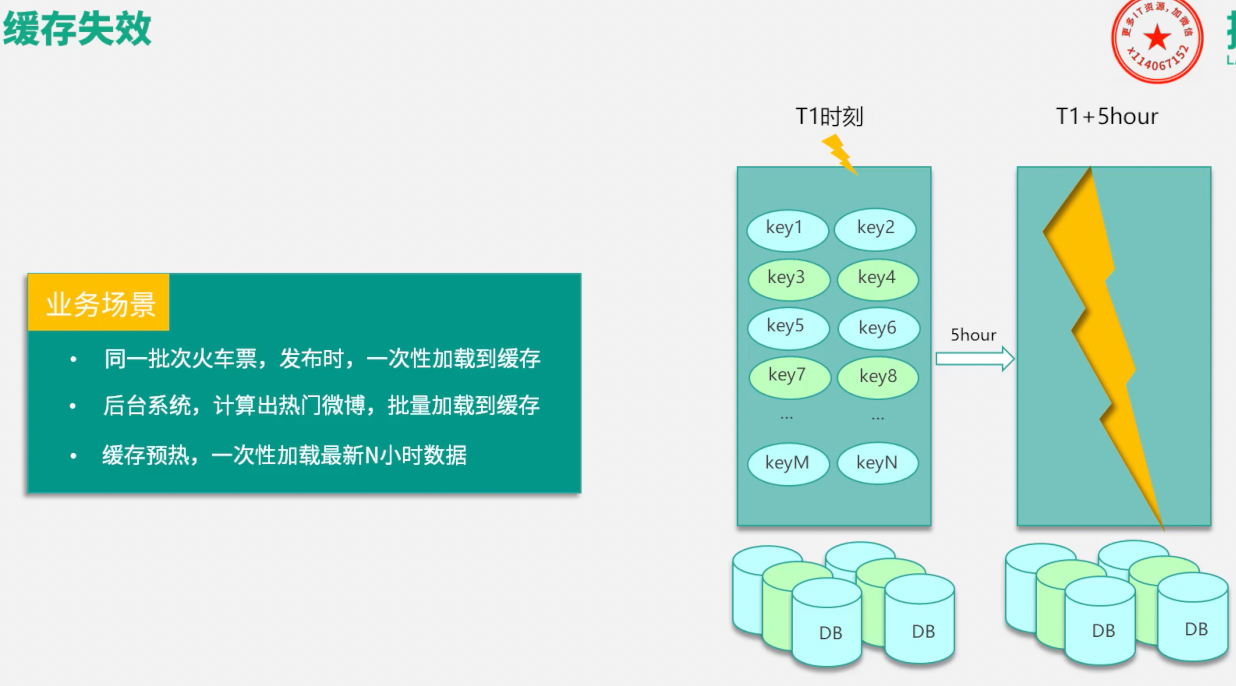 缓存失效
更多IT资源，加微信
x114067152
T1时刻
T1+5hour
key1
key2
key3
key4
key5
key6
key7
key8
...
...
keyM
keyN
5hour
业务场景
• 同一批次火车票，发布时，一次性加载到缓存
• 后台系统，计算出热门微博，批量加载到缓存
• 缓存预热，一次性加载最新N小时数据
DB
DB
DB
DB